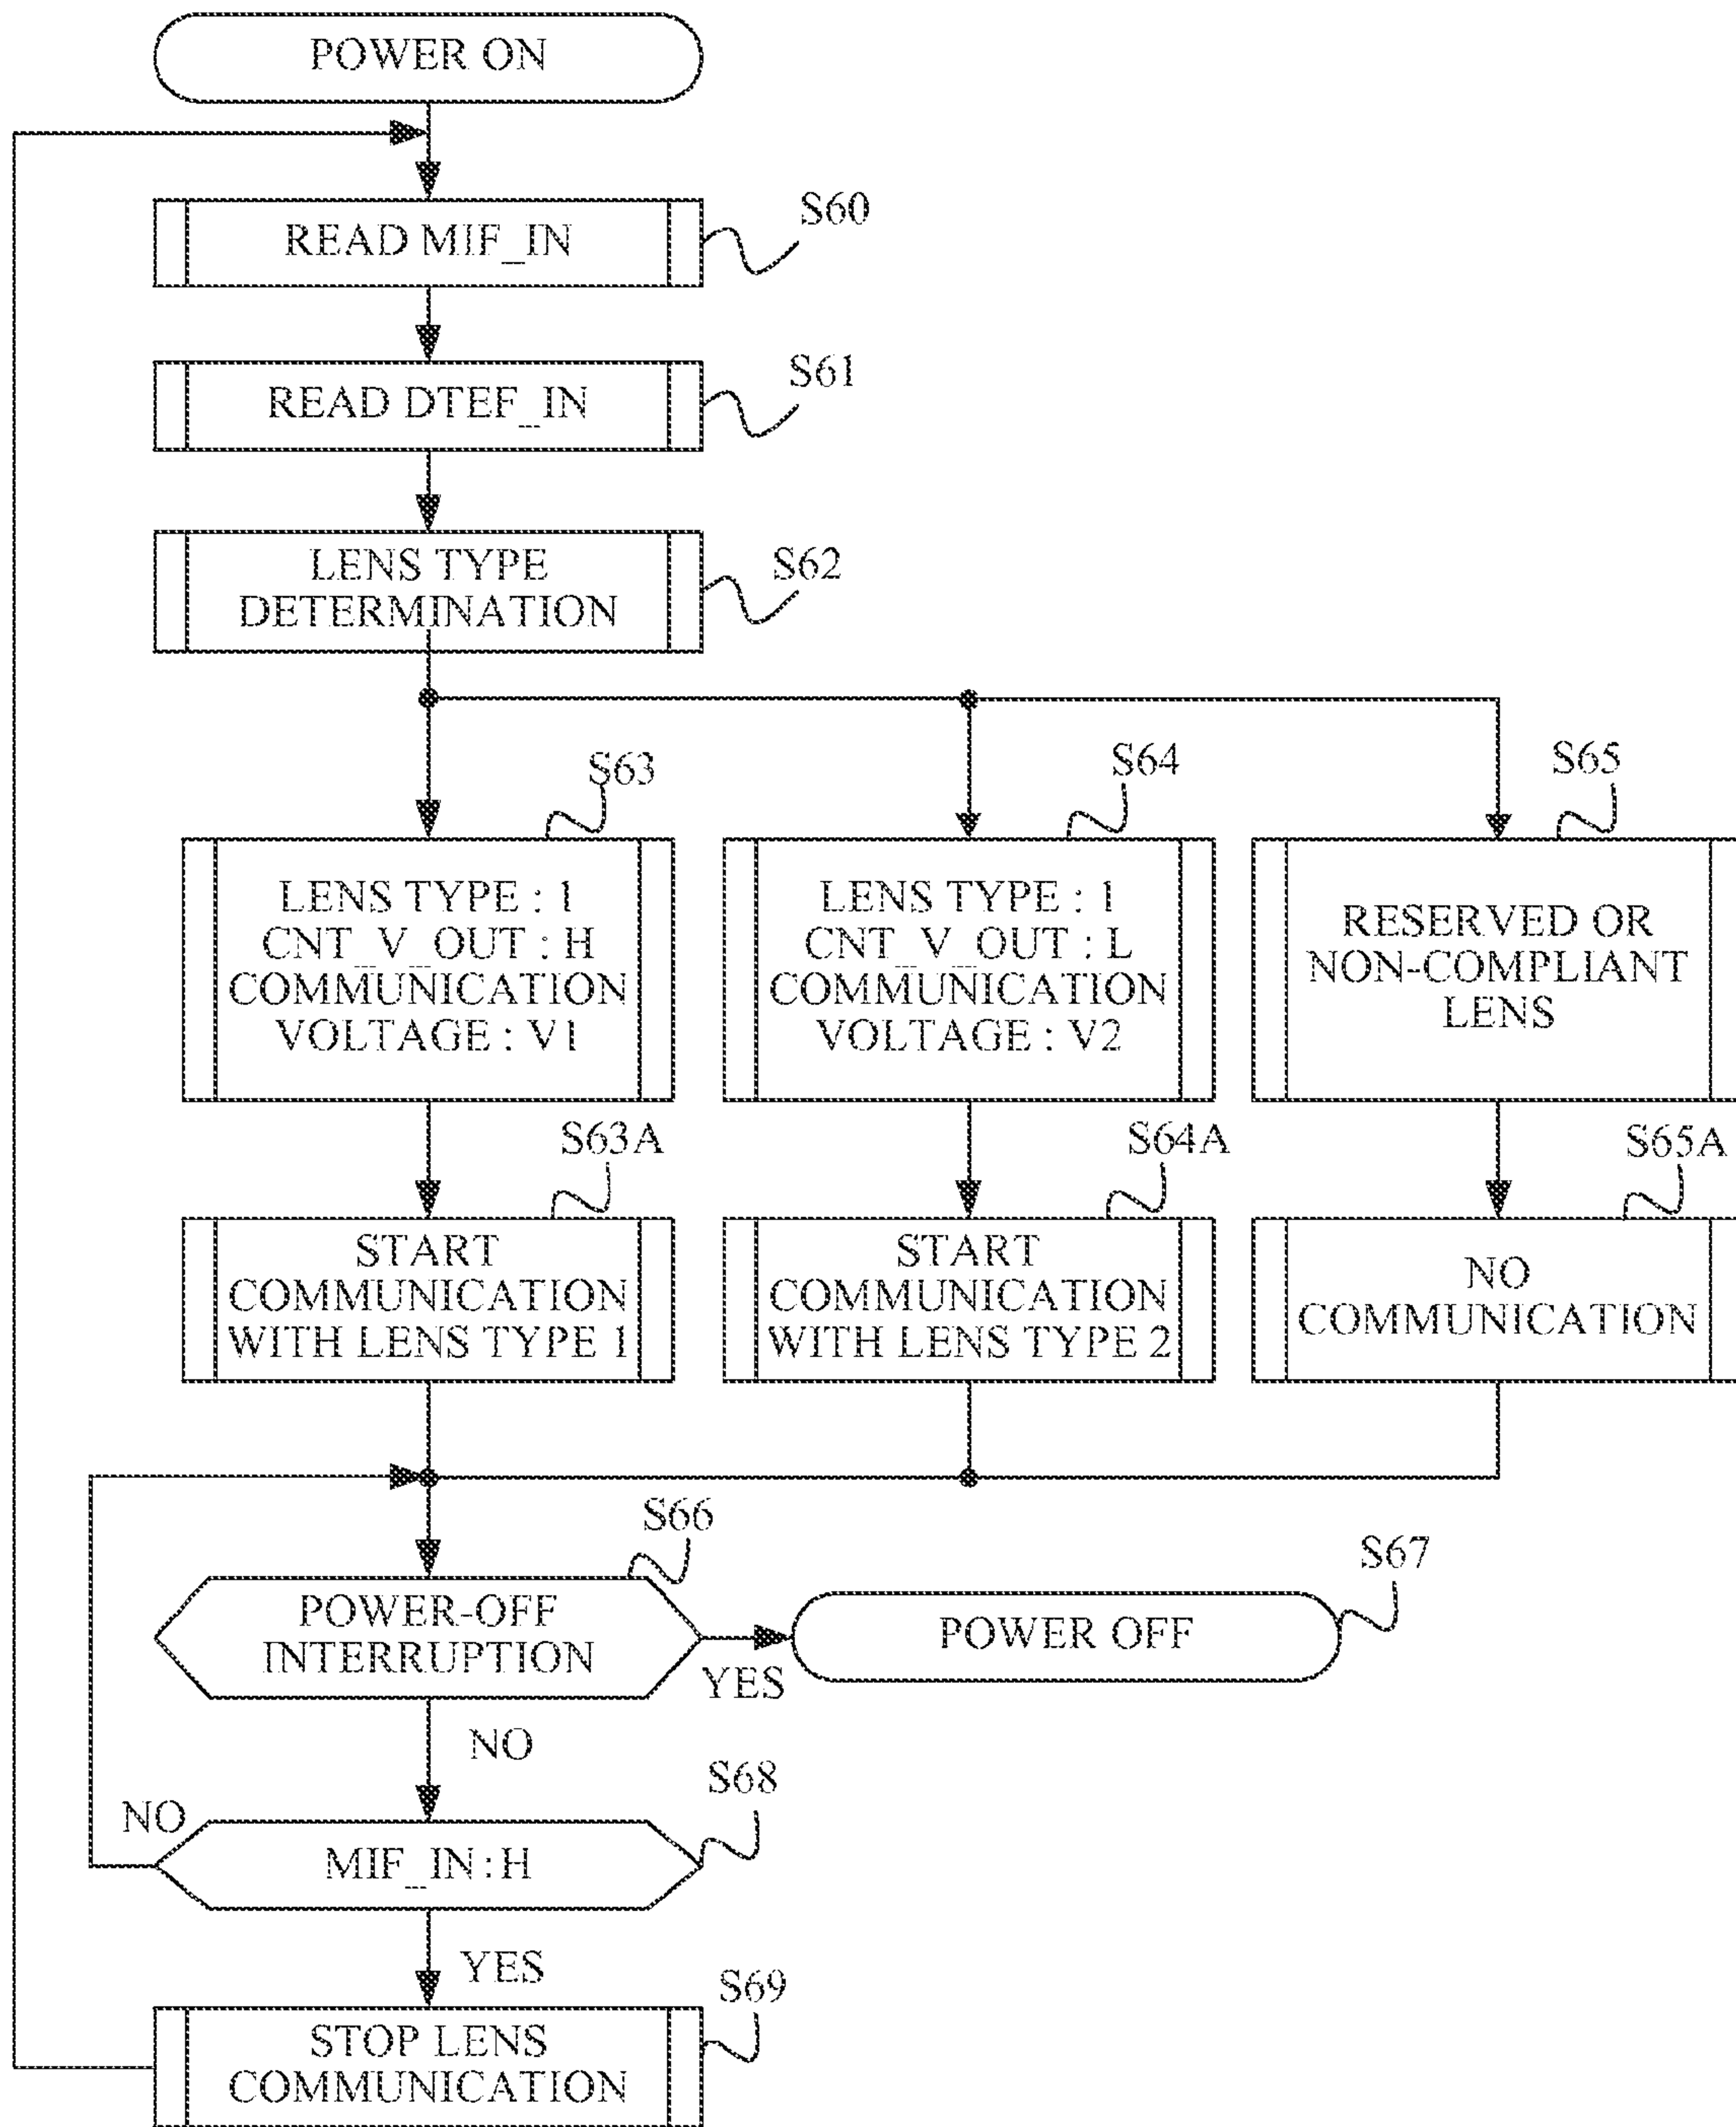 POWER ON
READ MIF_IN
S60
READ DTEF_IN
S61
LENS TYPE
DETERMINATION
S62
S63
LENS TYPE : 1
CNT_V_OUT : H
COMMUNICATION
VOLTAGE : V1
S64
LENS TYPE : 1
CNT_V_OUT : L
COMMUNICATION
VOLTAGE : V2
S65
RESERVED OR
NON-COMPLIANT
LENS
S63A
START
COMMUNICATION
WITH LENS TYPE 1
S64A
START
COMMUNICATION
WITH LENS TYPE 2
S65A
NO
COMMUNICATION
S66
POWER-OFF
INTERRUPTION
YES
S67
POWER OFF
NO
S68
NO
MIF_IN : H
YES
S69
STOP LENS
COMMUNICATION